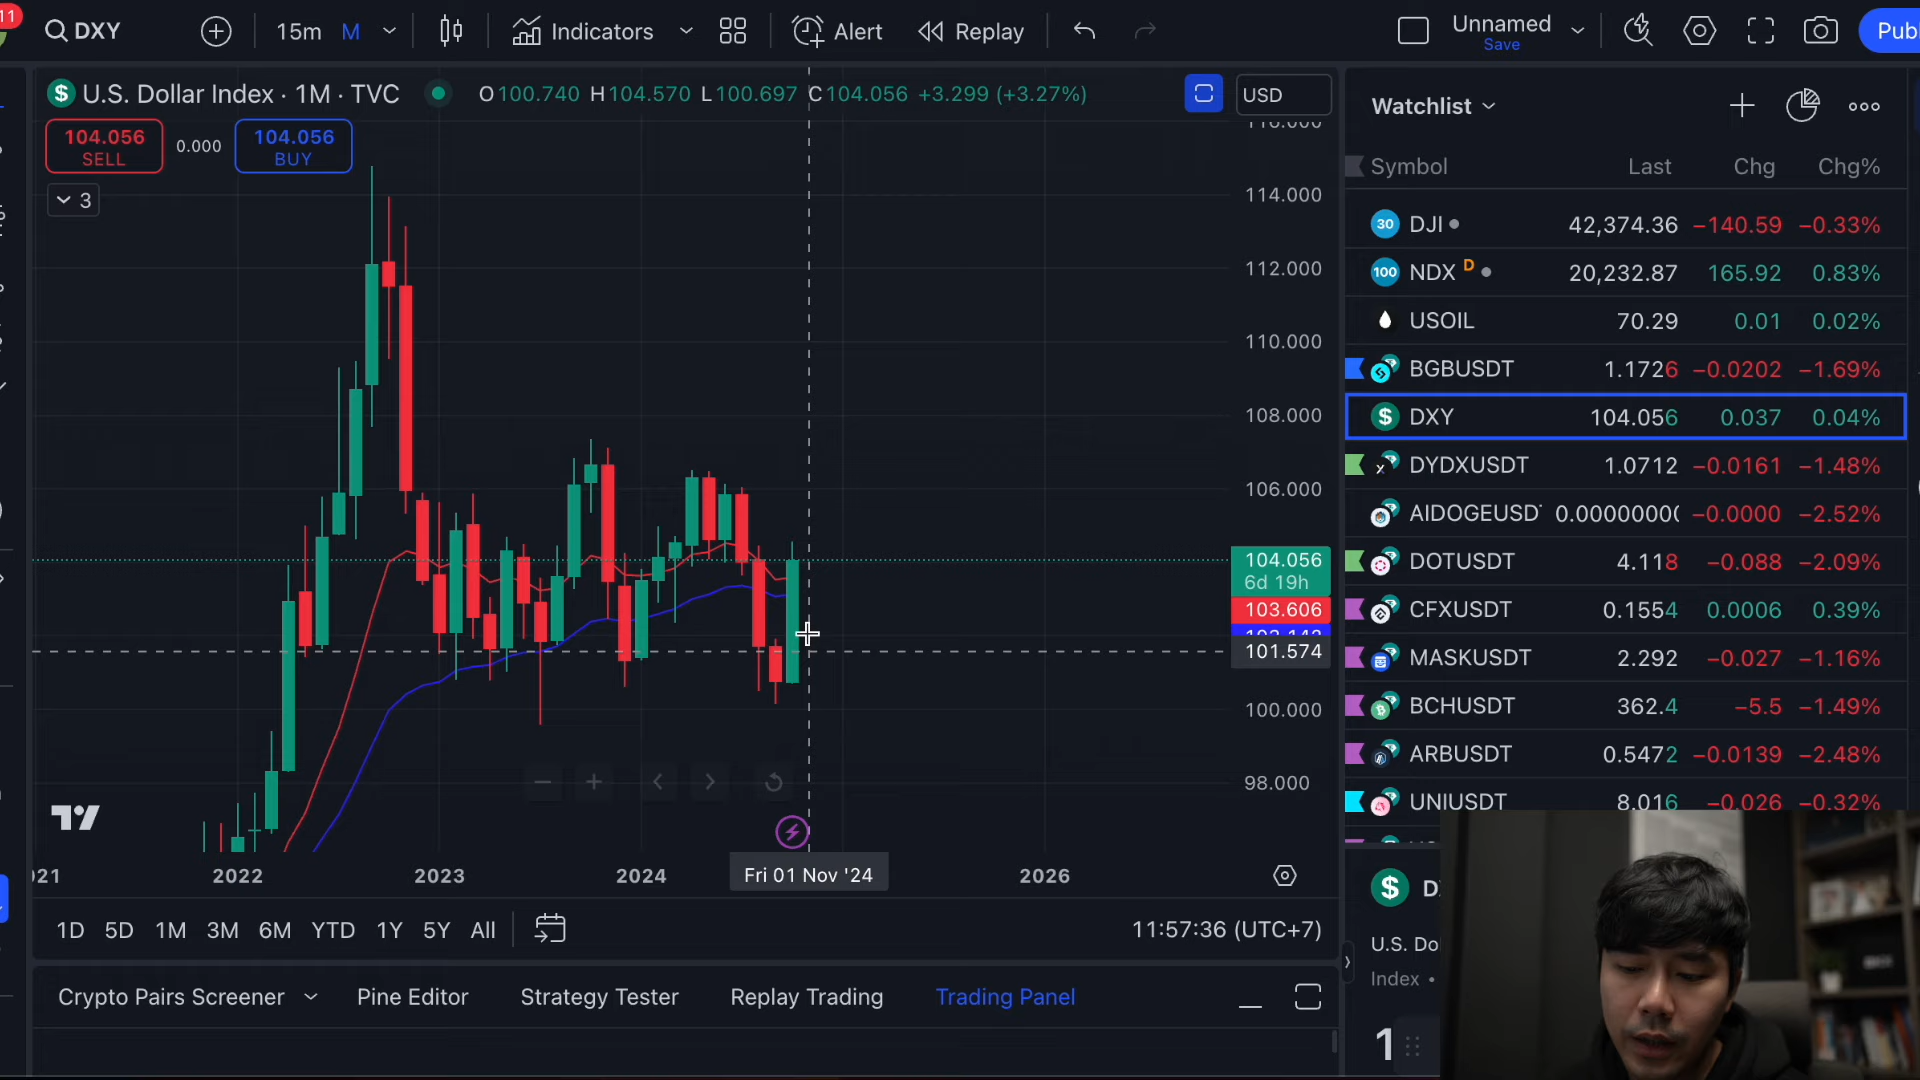 11
DXY
15m M
Indicators
Alert
Replay
Unnamed
Save
Publ
$ U.S. Dollar Index · 1M · TVC
O100.740 H104.570 L100.697 C104.056 +3.299 (+3.27%)
USD
104.056
SELL
0.000
104.056
BUY
3
114.000
112.000
110.000
108.000
106.000
104.056
6d 19h
103.606
101.574
100.000
98.000
2022
2023
2024
Fri 01 Nov '24
2026
1D 5D 1M 3M 6M YTD 1Y 5Y All
11:57:36 (UTC+7)
Crypto Pairs Screener
Pine Editor
Strategy Tester
Replay Trading
Trading Panel
Watchlist
Symbol Last Chg Chg%
30 DJI 42,374.36 −140.59 −0.33%
100 NDX D 20,232.87 165.92 0.83%
USOIL 70.29 0.01 0.02%
BGBUSDT 1.1726 −0.0202 −1.69%
$ DXY 104.056 0.037 0.04%
DYDXUSDT 1.0712 −0.0161 −1.48%
AIDOGEUSD 0.0000000 −0.0000 −2.52%
DOTUSDT 4.118 −0.088 −2.09%
CFXUSDT 0.1554 0.0006 0.39%
MASKUSDT 2.292 −0.027 −1.16%
BCHUSDT 362.4 −5.5 −1.49%
ARBUSDT 0.5472 −0.0139 −2.48%
UNIUSDT 8.016 −0.026 −0.32%
$
U.S. Do
Index •
1